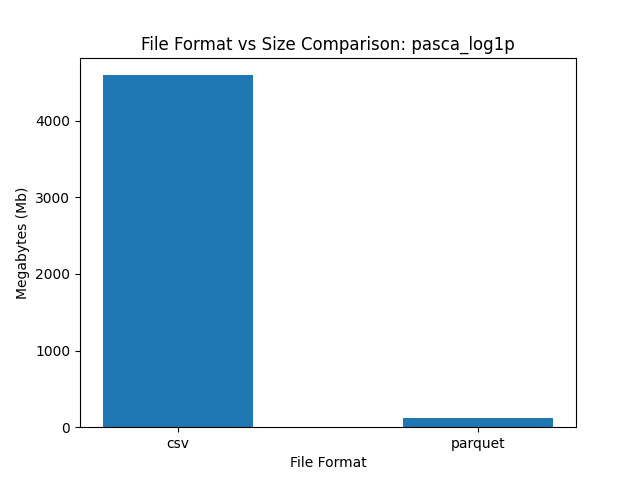 File Format vs Size Comparison: pasca_log1p
Megabytes (Mb)
4000
3000
2000
1000
0
csv
parquet
File Format